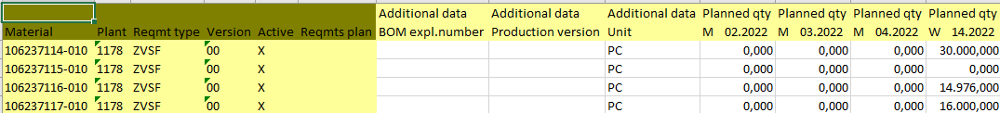 Additional data Additional data Additional data Planned qty Planned qty Planned qty Planned qty
Material Plant Reqmt type Version Active Reqmts plan BOM expl.number Production version Unit M 02.2022 M 03.2022 M 04.2022 W 14.2022
106237114-010 1178 ZVSF 00 X PC 0,000 0,000 0,000 30.000,000
106237115-010 1178 ZVSF 00 X PC 0,000 0,000 0,000 0,000
106237116-010 1178 ZVSF 00 X PC 0,000 0,000 0,000 14.976,000
106237117-010 1178 ZVSF 00 X PC 0,000 0,000 0,000 16.000,000